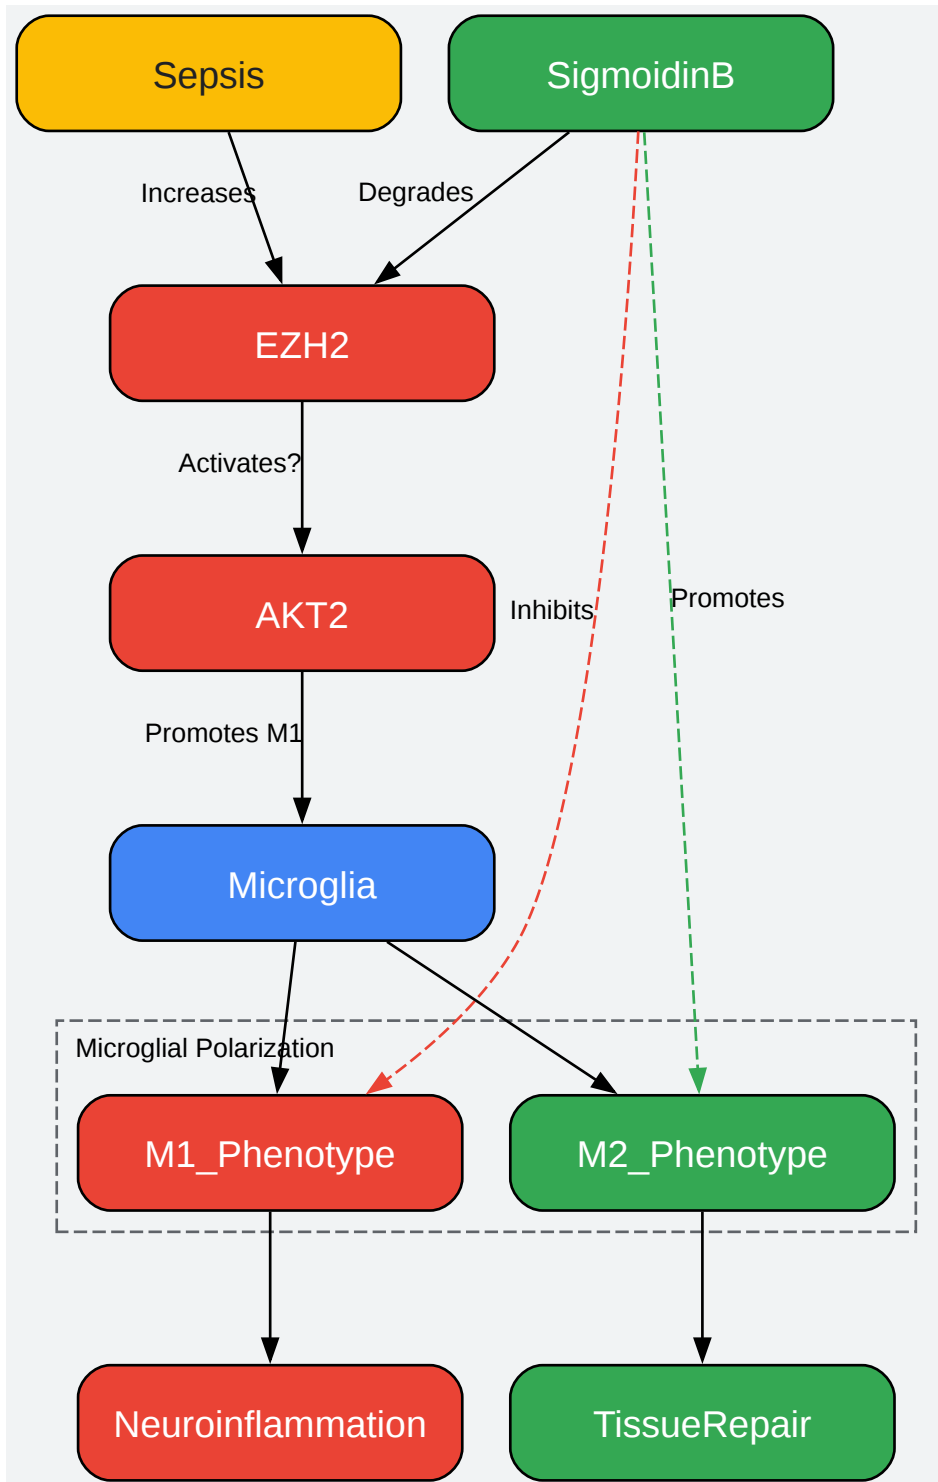 Sepsis
SigmoidinB
Increases
Degrades
EZH2
Activates?
AKT2
Inhibits
Promotes
Promotes M1
Microglia
Microglial Polarization
M1_Phenotype
M2_Phenotype
Neuroinflammation
TissueRepair